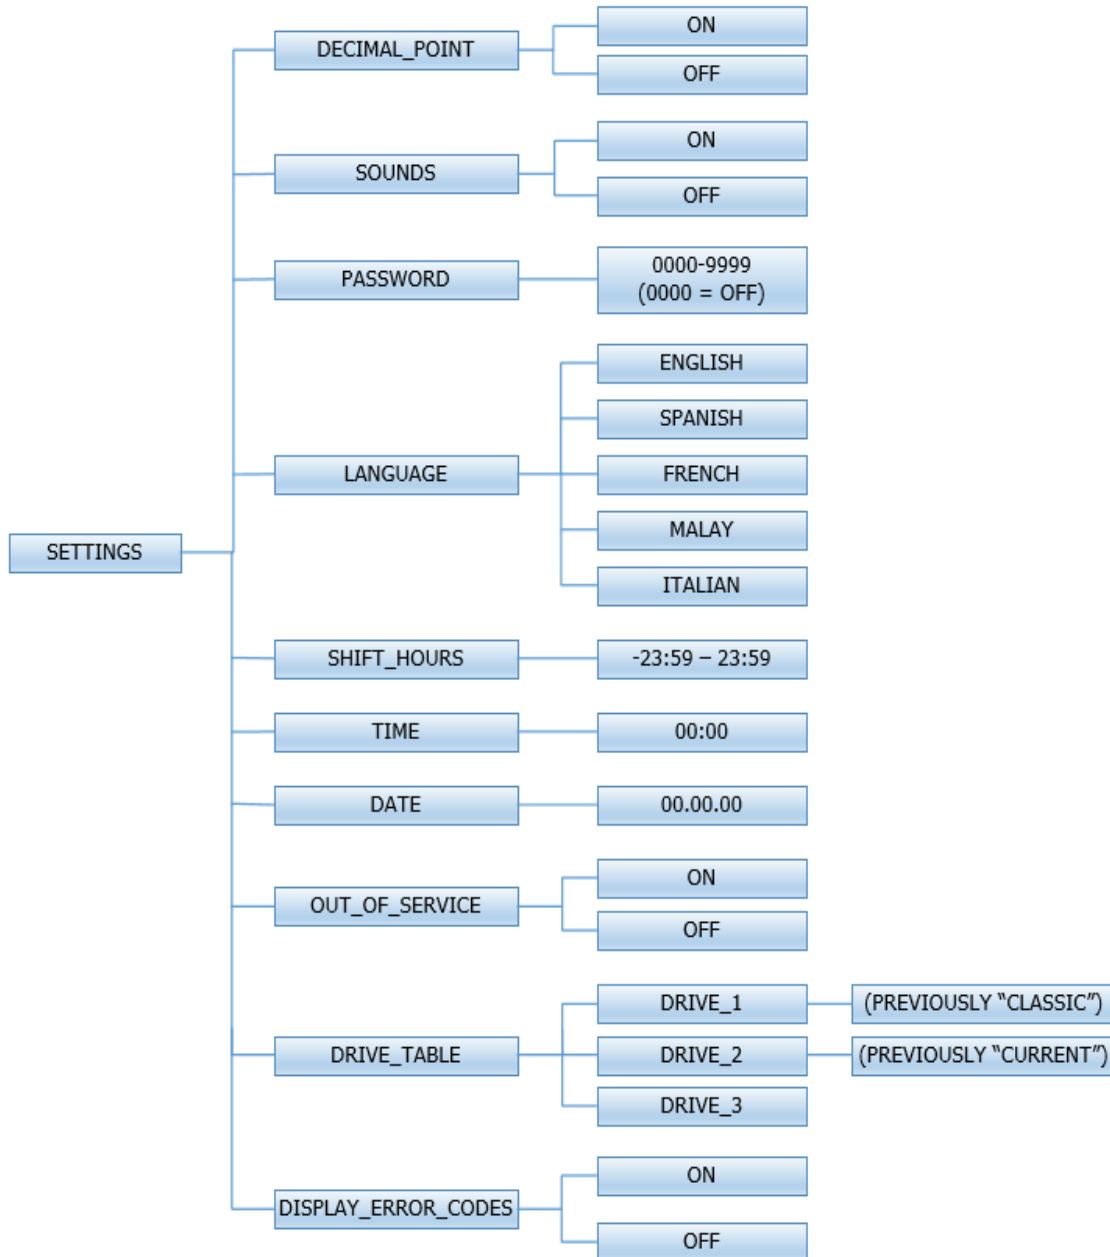 SETTINGS
DECIMAL_POINT
ON
OFF
SOUNDS
ON
OFF
PASSWORD
0000-9999
(0000 = OFF)
LANGUAGE
ENGLISH
SPANISH
FRENCH
MALAY
ITALIAN
SHIFT_HOURS
-23:59 – 23:59
TIME
00:00
DATE
00.00.00
OUT_OF_SERVICE
ON
OFF
DRIVE_TABLE
DRIVE_1
(PREVIOUSLY “CLASSIC”)
DRIVE_2
(PREVIOUSLY “CURRENT”)
DRIVE_3
DISPLAY_ERROR_CODES
ON
OFF